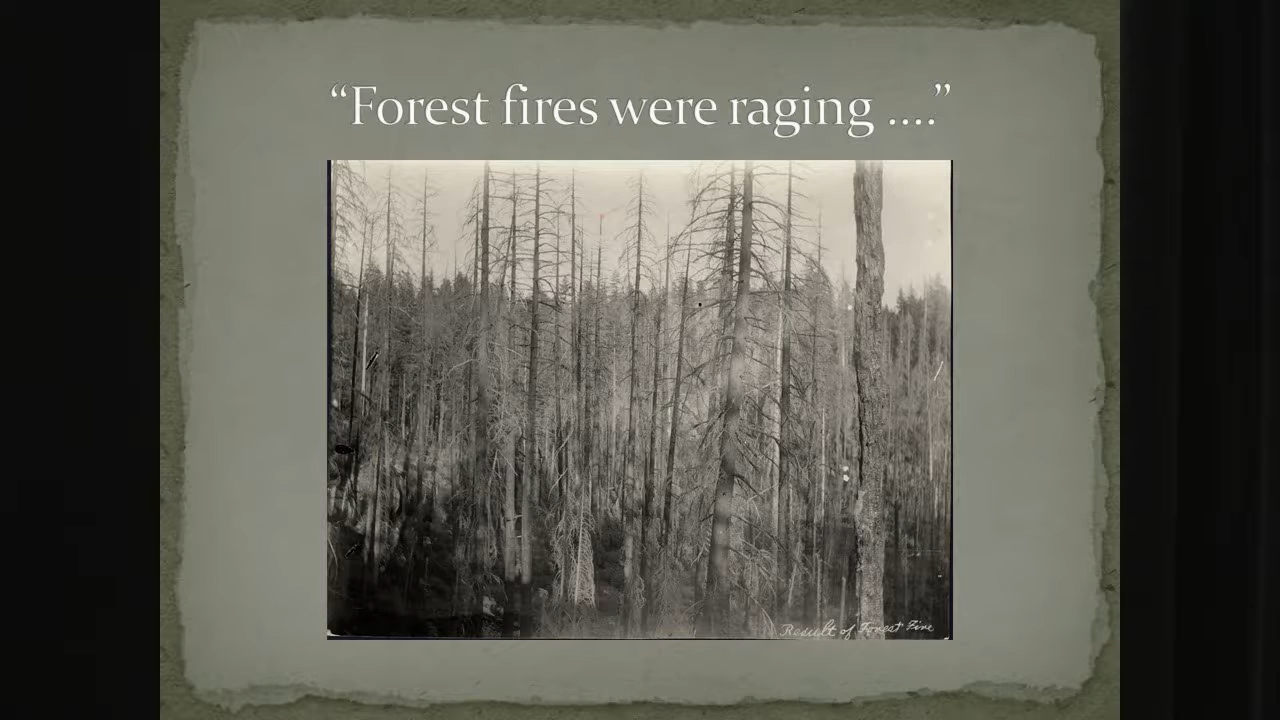 “Forest fires were raging ....”
Result of Forest Fire